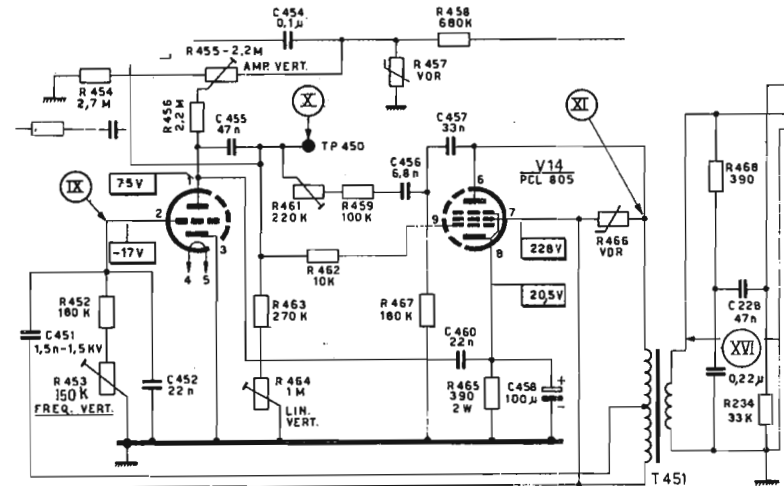 C454
0,1µ
R458
680K
R455-2,2M
AMP. VERT.
R457
VDR
R454
2,7 M
R456
2,2M
C455
47n
X
TP450
C457
33n
XI
C456
6,8n
V14
PCL 805
IX
75V
R461
220K
R459
100K
6
R468
390
2
3
9
7
8
-17V
4
5
R462
10K
228V
R466
VDR
20,5V
R452
180K
R463
270K
R467
180K
C228
47n
C451
1,5n-1,5KV
C460
22n
XVI
R453
150K
FREQ. VERT.
C452
22n
R464
1M
LIN.
VERT.
R465
390
2W
C458
100µ
+
-
0,22µ
R234
33K
T451